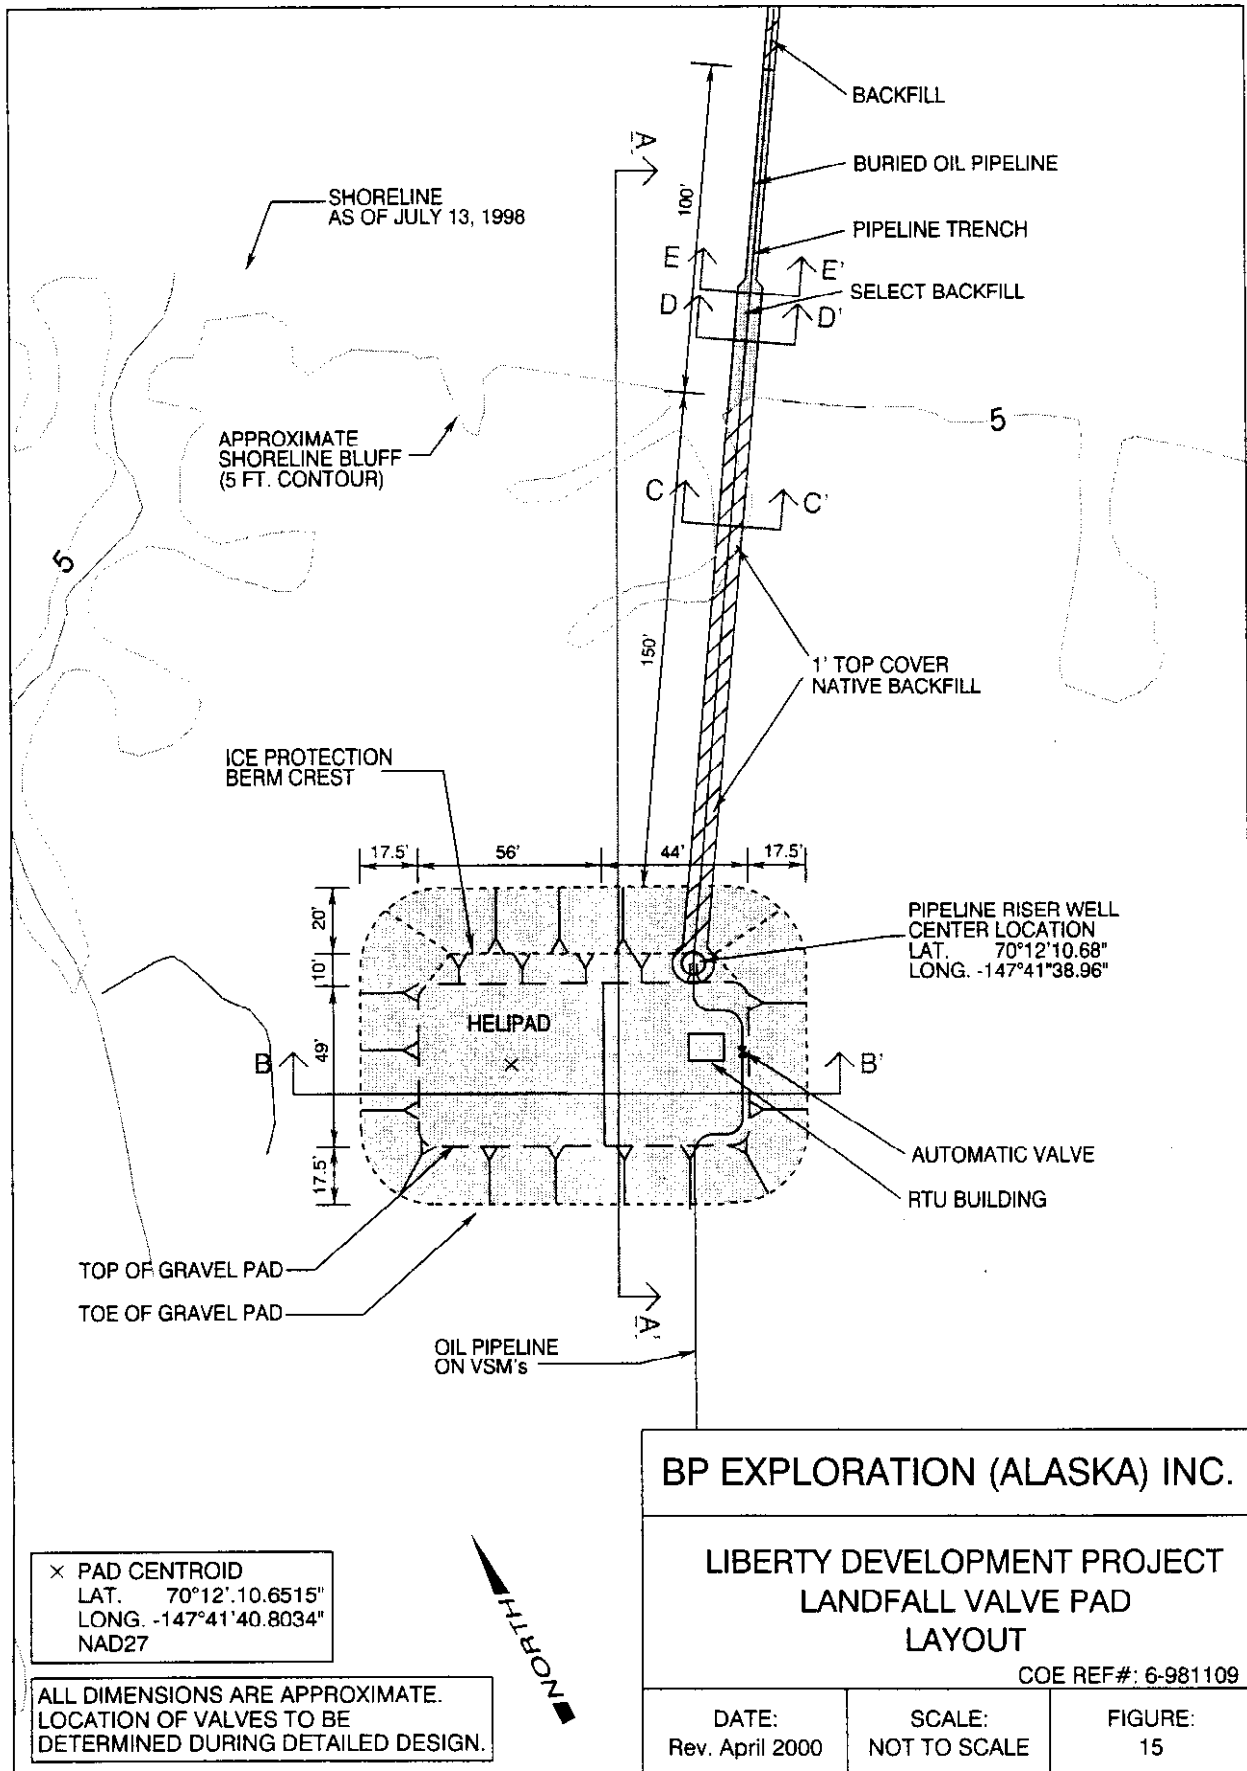 BACKFILL
A
BURIED OIL PIPELINE
SHORELINE
AS OF JULY 13, 1998
100'
PIPELINE TRENCH
E
E'
SELECT BACKFILL
D
D'
5
APPROXIMATE
SHORELINE BLUFF
(5 FT. CONTOUR)
C
C'
5
150'
1' TOP COVER
NATIVE BACKFILL
ICE PROTECTION
BERM CREST
17.5'
56'
44'
17.5'
20'
PIPELINE RISER WELL
CENTER LOCATION
LAT. 70°12'10.68"
LONG. -147°41"38.96"
10'
HELIPAD
49'
B
B'
AUTOMATIC VALVE
17.5'
RTU BUILDING
TOP OF GRAVEL PAD
TOE OF GRAVEL PAD
A'
OIL PIPELINE
ON VSM's
BP EXPLORATION (ALASKA) INC.
× PAD CENTROID
LAT. 70°12'.10.6515"
LONG. -147°41'40.8034"
NAD27
NORTH
LIBERTY DEVELOPMENT PROJECT
LANDFALL VALVE PAD
LAYOUT
COE REF#: 6-981109
ALL DIMENSIONS ARE APPROXIMATE.
LOCATION OF VALVES TO BE
DETERMINED DURING DETAILED DESIGN.
DATE:
Rev. April 2000
SCALE:
NOT TO SCALE
FIGURE:
15